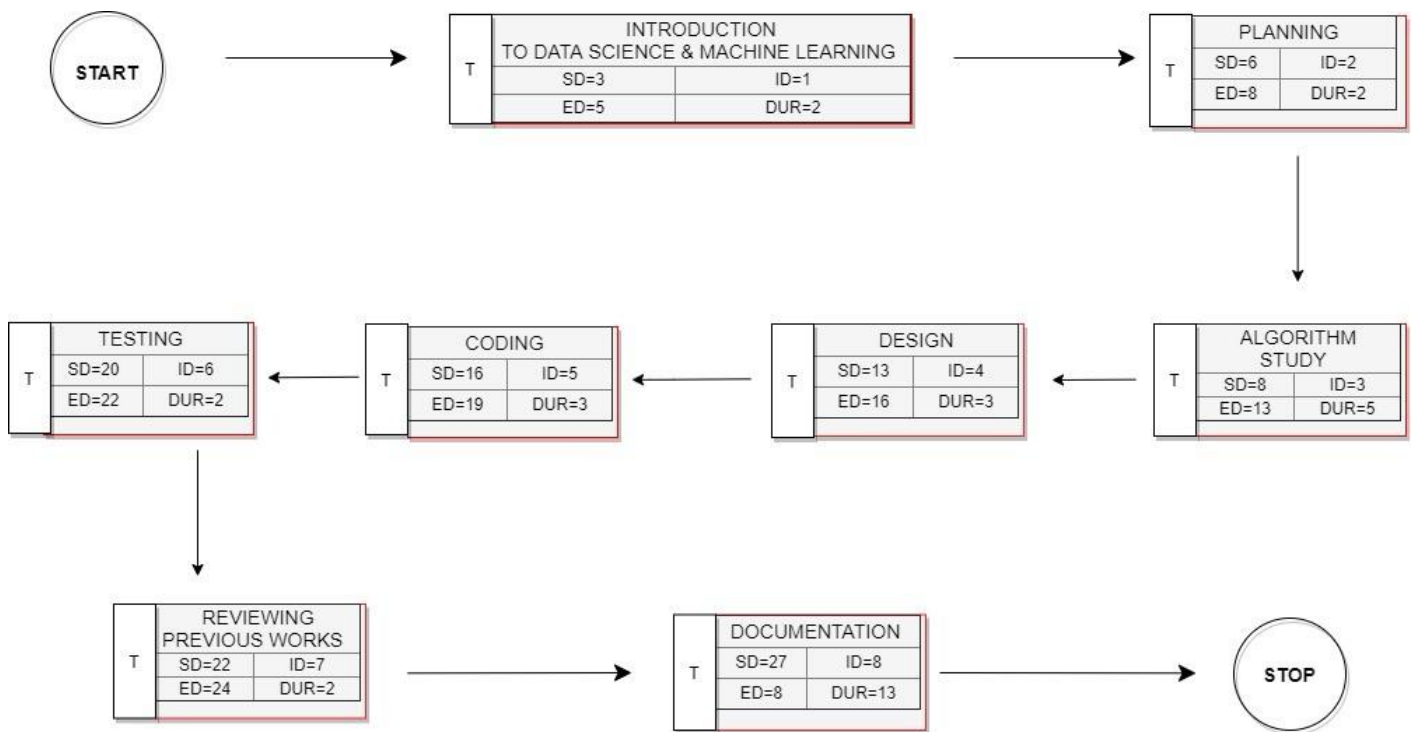 START
T
INTRODUCTION
TO DATA SCIENCE & MACHINE LEARNING
SD=3 ID=1
ED=5 DUR=2
T
PLANNING
SD=6 ID=2
ED=8 DUR=2
T
ALGORITHM
STUDY
SD=8 ID=3
ED=13 DUR=5
T
DESIGN
SD=13 ID=4
ED=16 DUR=3
T
CODING
SD=16 ID=5
ED=19 DUR=3
T
TESTING
SD=20 ID=6
ED=22 DUR=2
T
REVIEWING
PREVIOUS WORKS
SD=22 ID=7
ED=24 DUR=2
T
DOCUMENTATION
SD=27 ID=8
ED=8 DUR=13
STOP